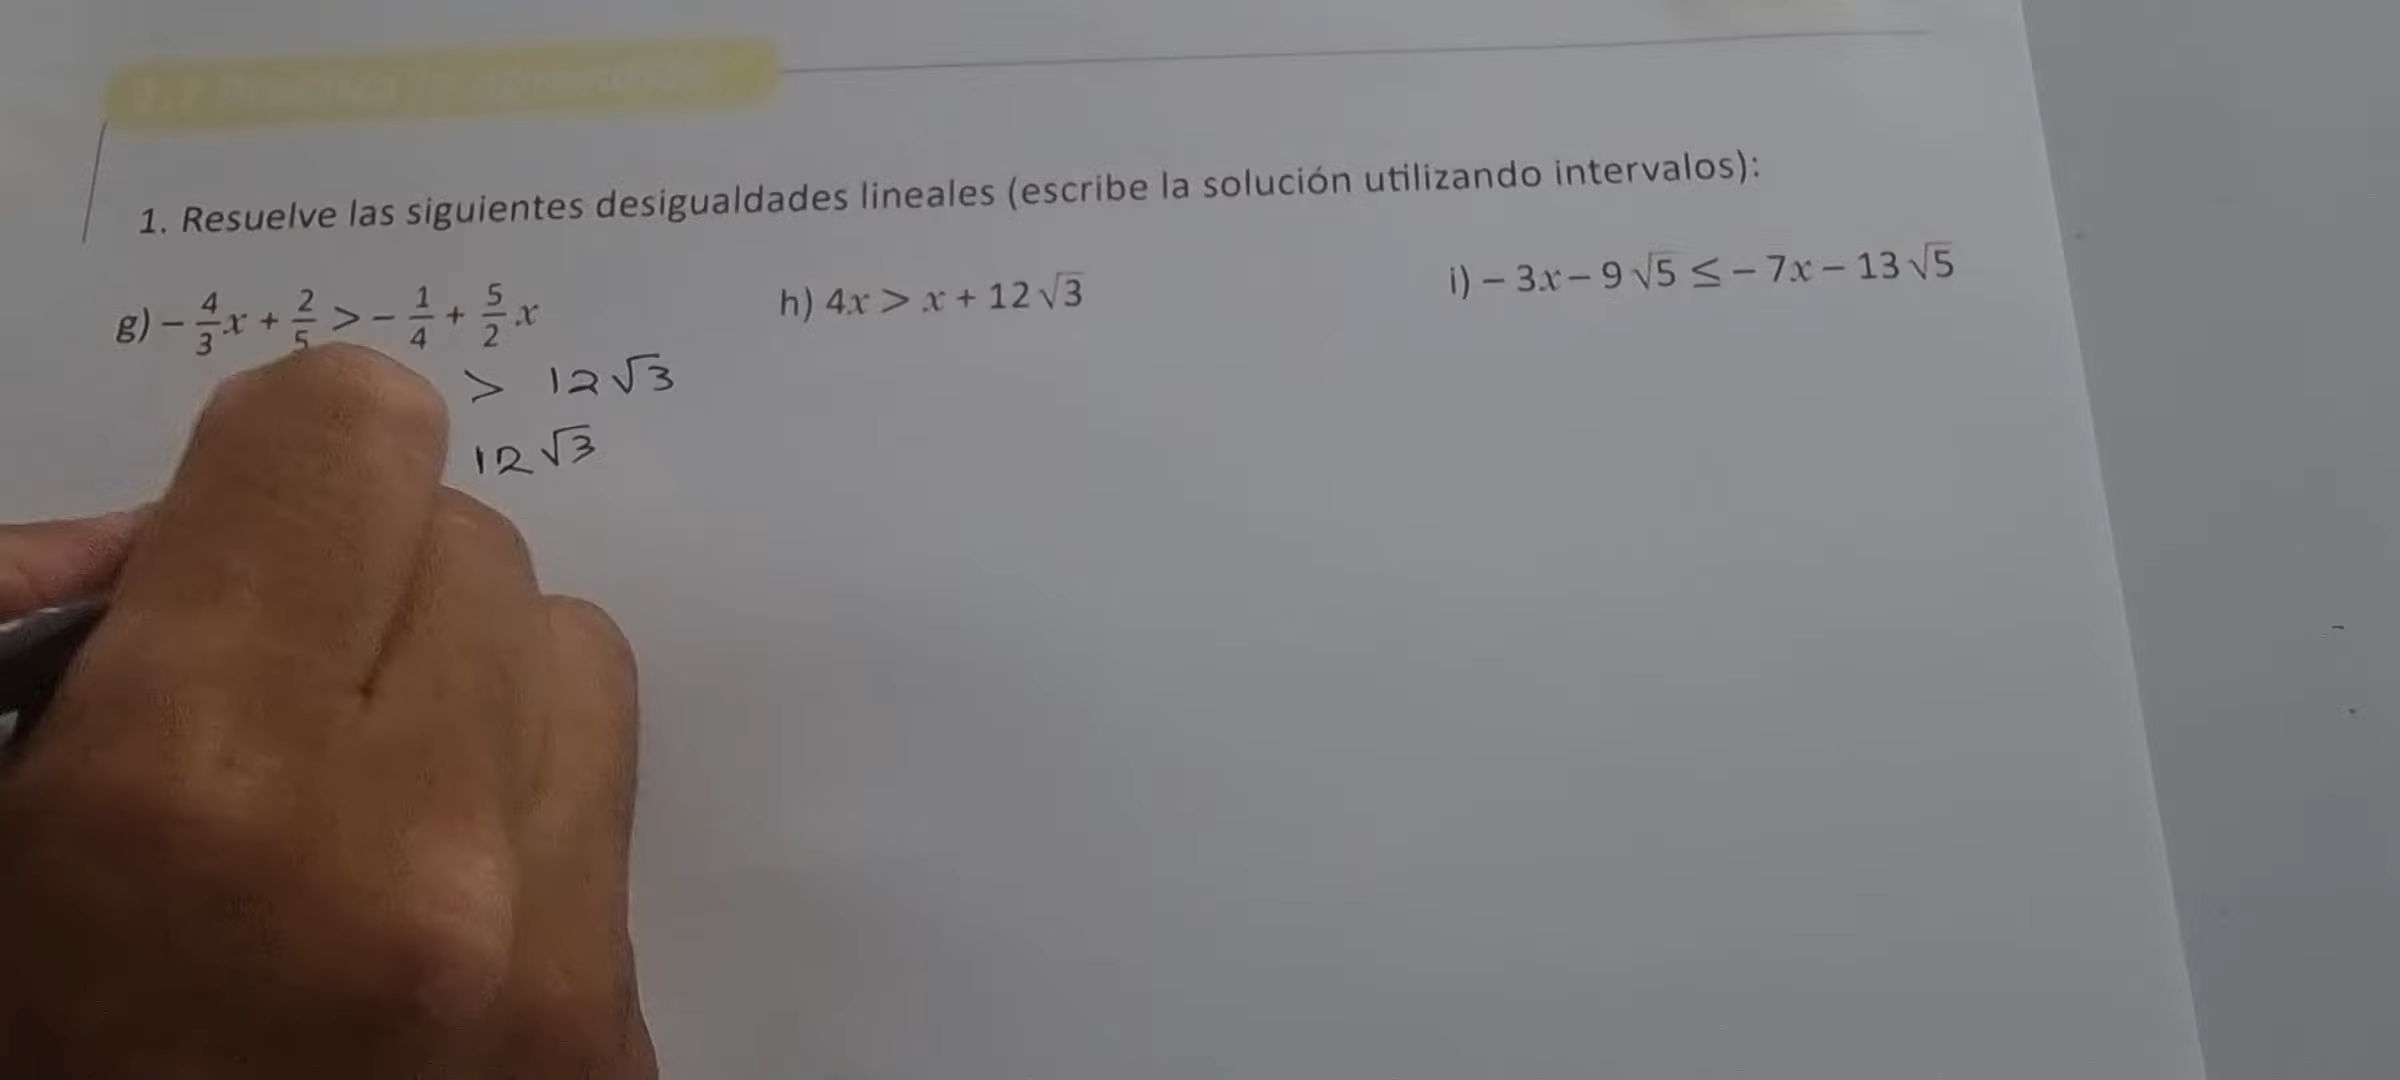 1. Resuelve las siguientes desigualdades lineales (escribe la solución utilizando intervalos):
g) – 4/3 x + 2/5 > – 1/4 + 5/2 x
h) 4x > x + 12 √3
i) – 3x – 9 √5 ≤ – 7x – 13 √5
> 12 √3
12 √3